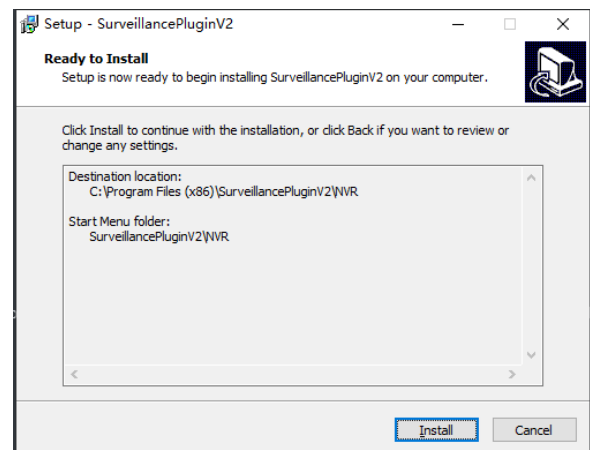 Setup - SurveillancePluginV2
Ready to Install
Setup is now ready to begin installing SurveillancePluginV2 on your computer.
Click Install to continue with the installation, or click Back if you want to review or
change any settings.
Destination location:
C:\Program Files (x86)\SurveillancePluginV2\NVR
Start Menu folder:
SurveillancePluginV2\NVR
Install
Cancel